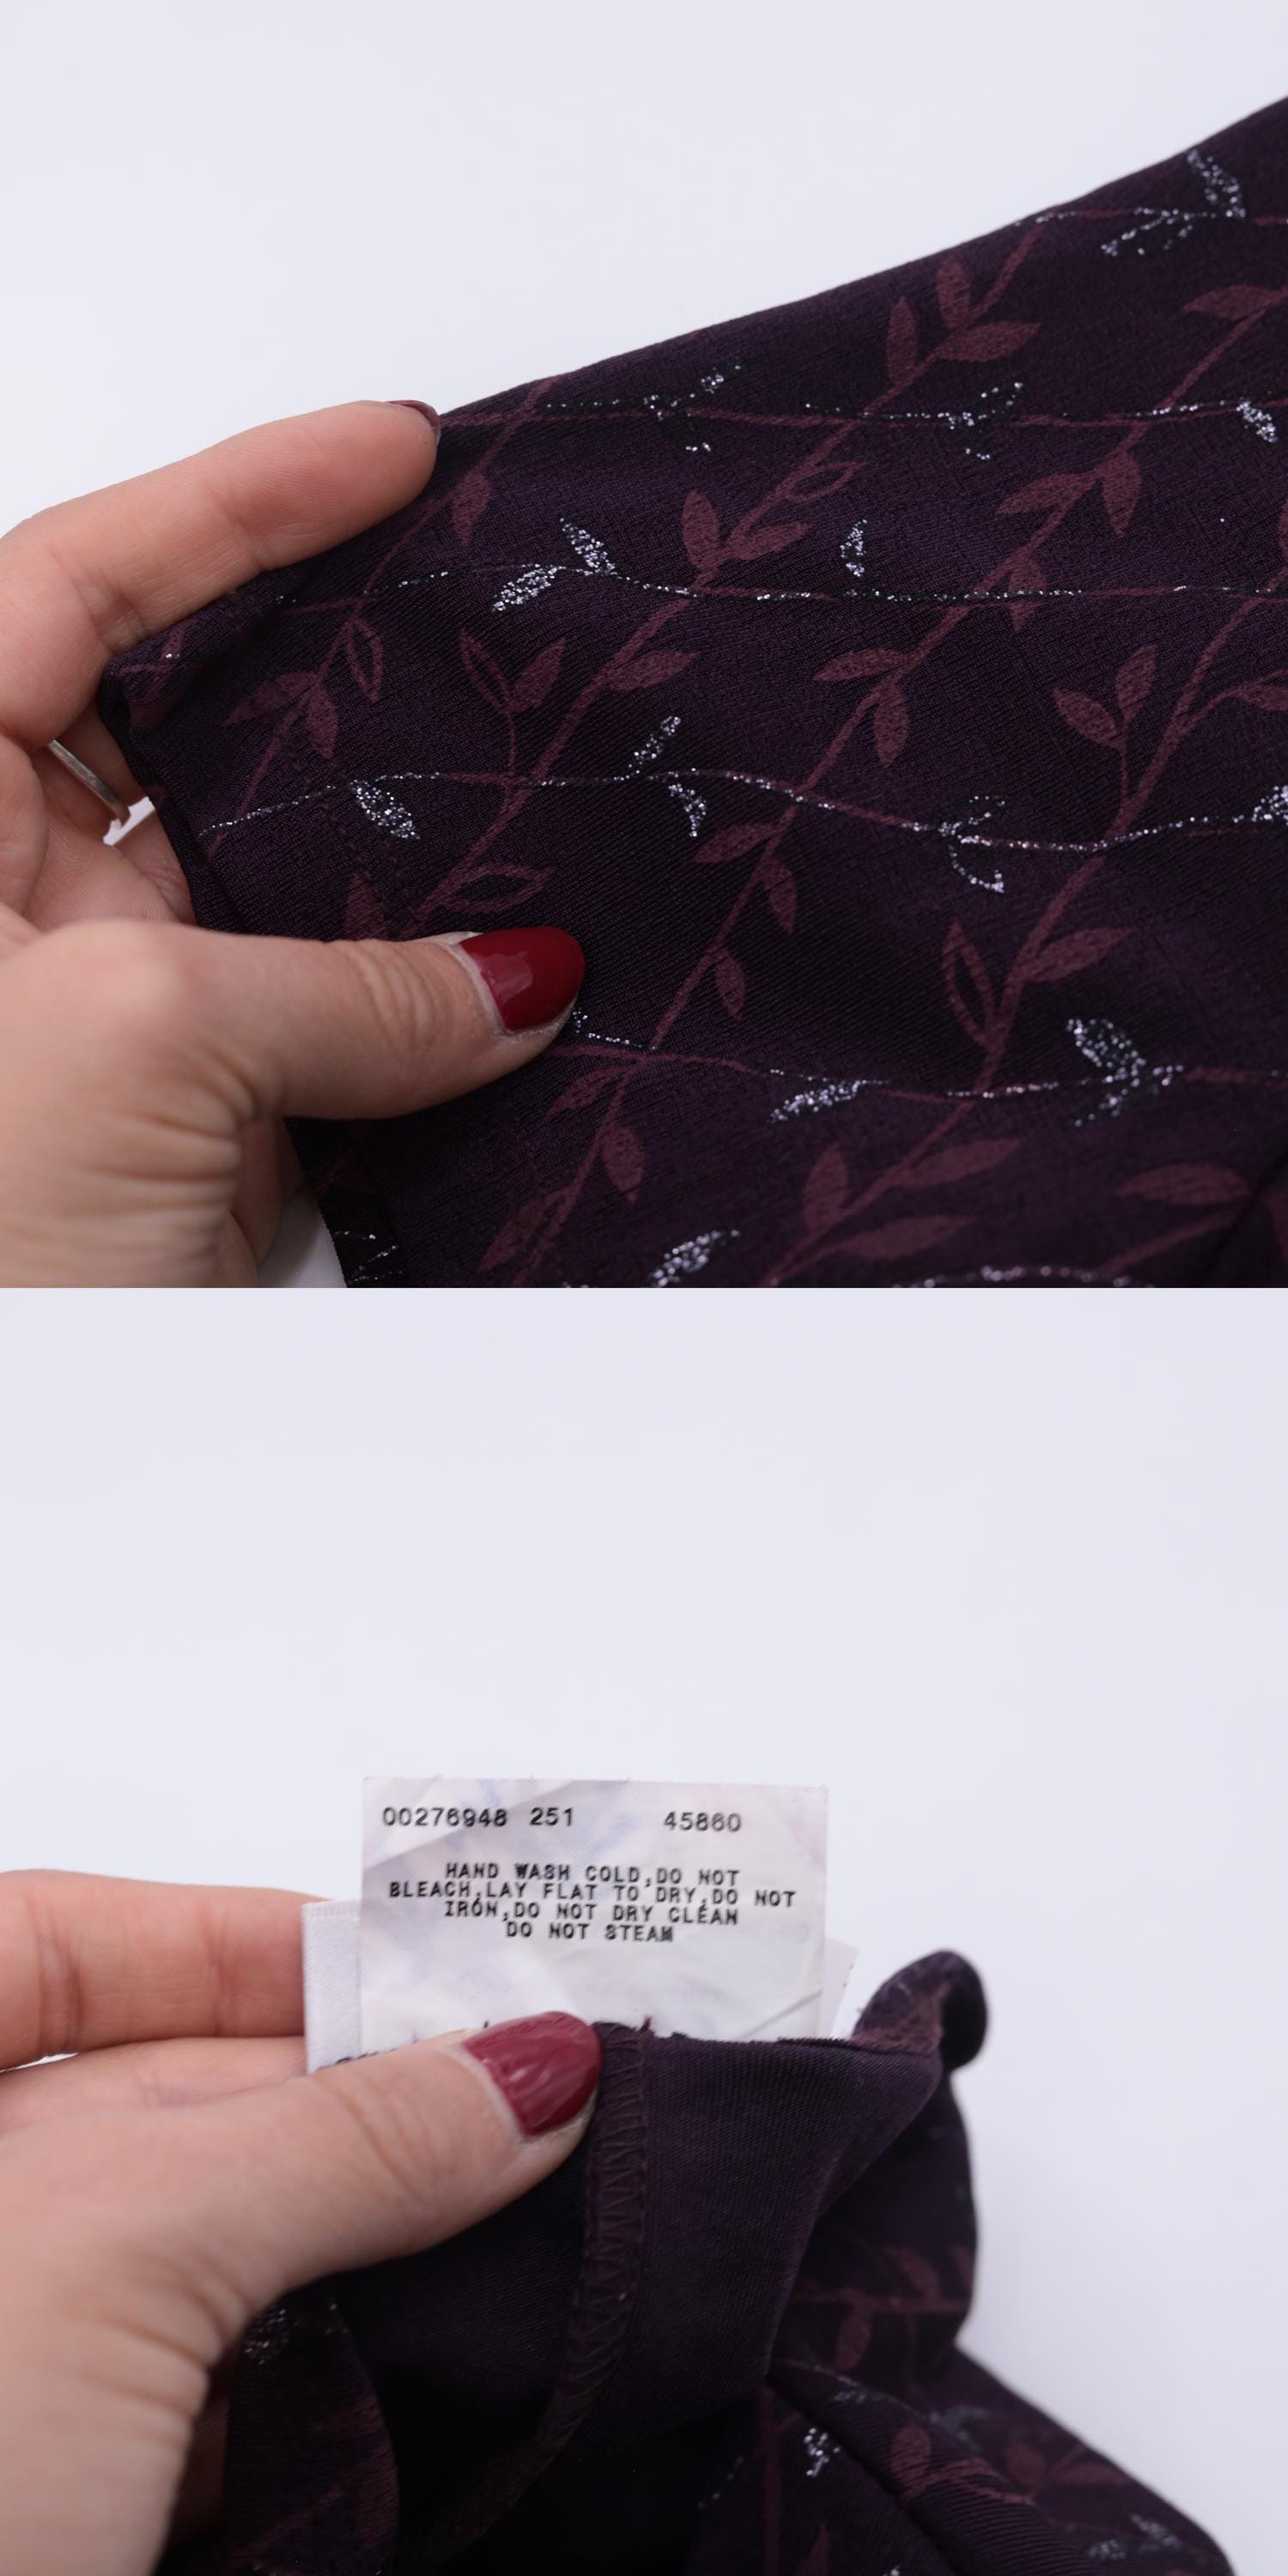 00276948 251 45860
HAND WASH COLD,DO NOT
BLEACH,LAY FLAT TO DRY,DO NOT
IRON,DO NOT DRY CLEAN
DO NOT STEAM